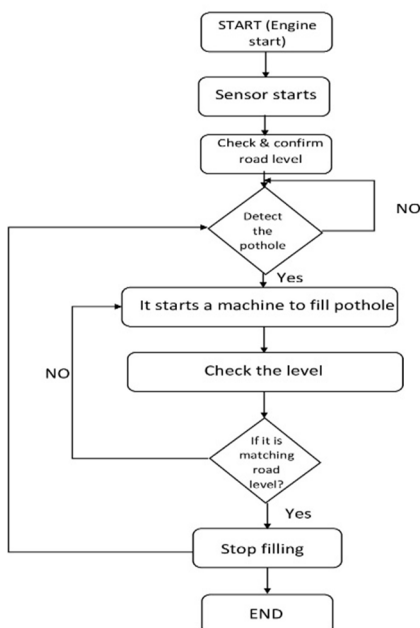 START (Engine
start)
Sensor starts
Check & confirm
road level
Detect
the
pothole
NO
Yes
It starts a machine to fill pothole
Check the level
NO
If it is
matching
road
level?
Yes
Stop filling
END